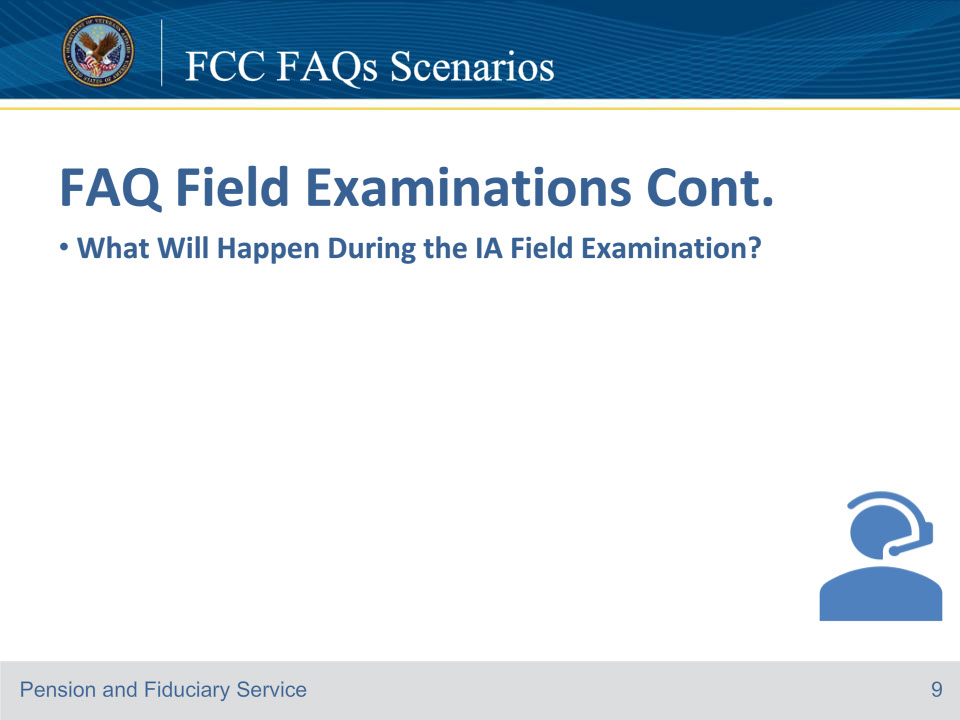 FCC FAQs Scenarios
FAQ Field Examinations Cont.
• What Will Happen During the IA Field Examination?
Pension and Fiduciary Service
9